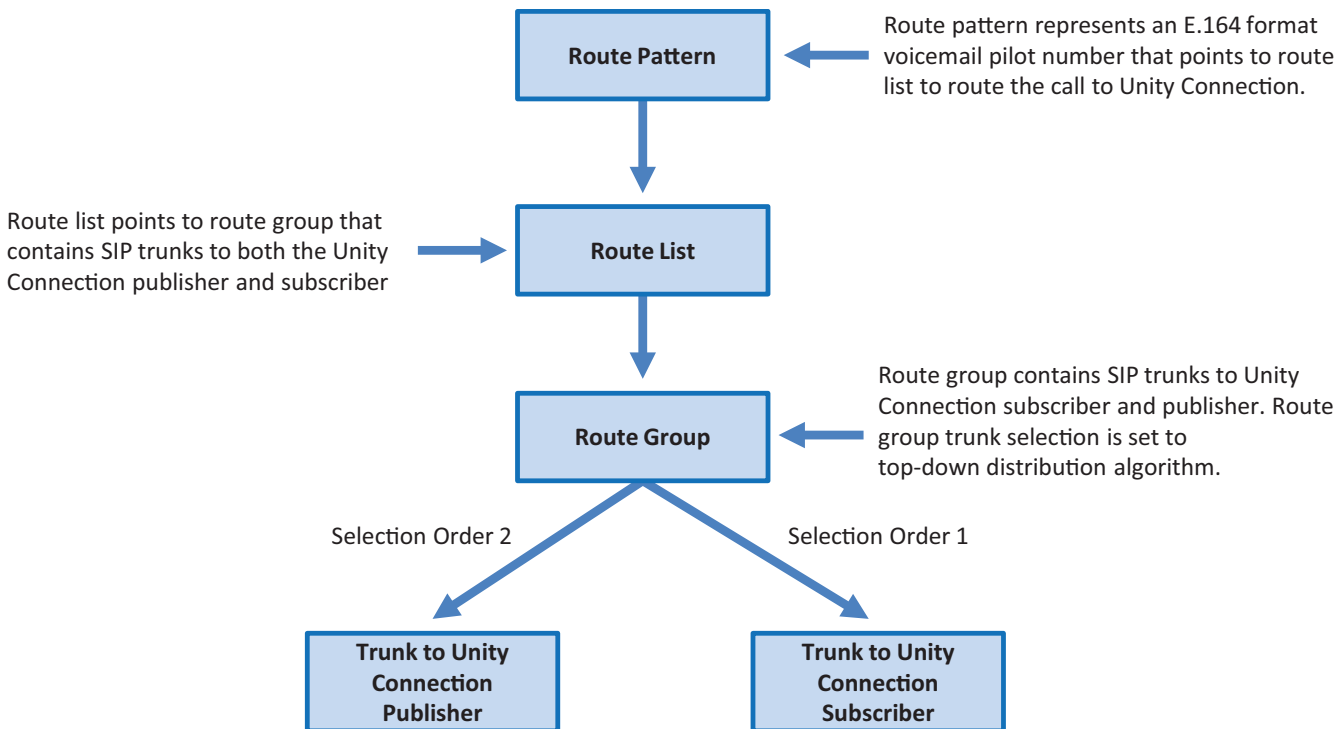 Route Pattern
Route pattern represents an E.164 format
voicemail pilot number that points to route
list to route the call to Unity Connection.
Route list points to route group that
contains SIP trunks to both the Unity
Connection publisher and subscriber
Route List
Route Group
Route group contains SIP trunks to Unity
Connection subscriber and publisher. Route
group trunk selection is set to
top-down distribution algorithm.
Selection Order 2
Selection Order 1
Trunk to Unity
Connection
Publisher
Trunk to Unity
Connection
Subscriber